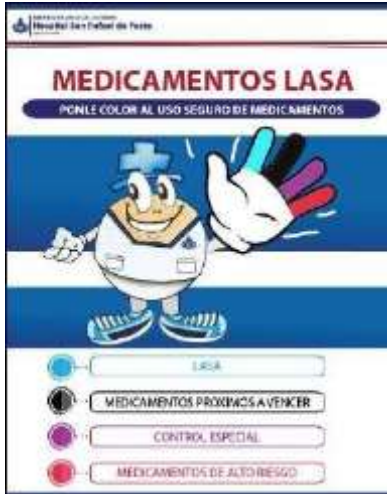 Hospital San Rafael de Pasto
MEDICAMENTOS LASA
PONLE COLOR AL USO SEGURO DE MEDICAMENTOS
LASA
MEDICAMENTOS PROXIMOS A VENCER
CONTROL ESPECIAL
MEDICAMENTOS DE ALTO RIESGO